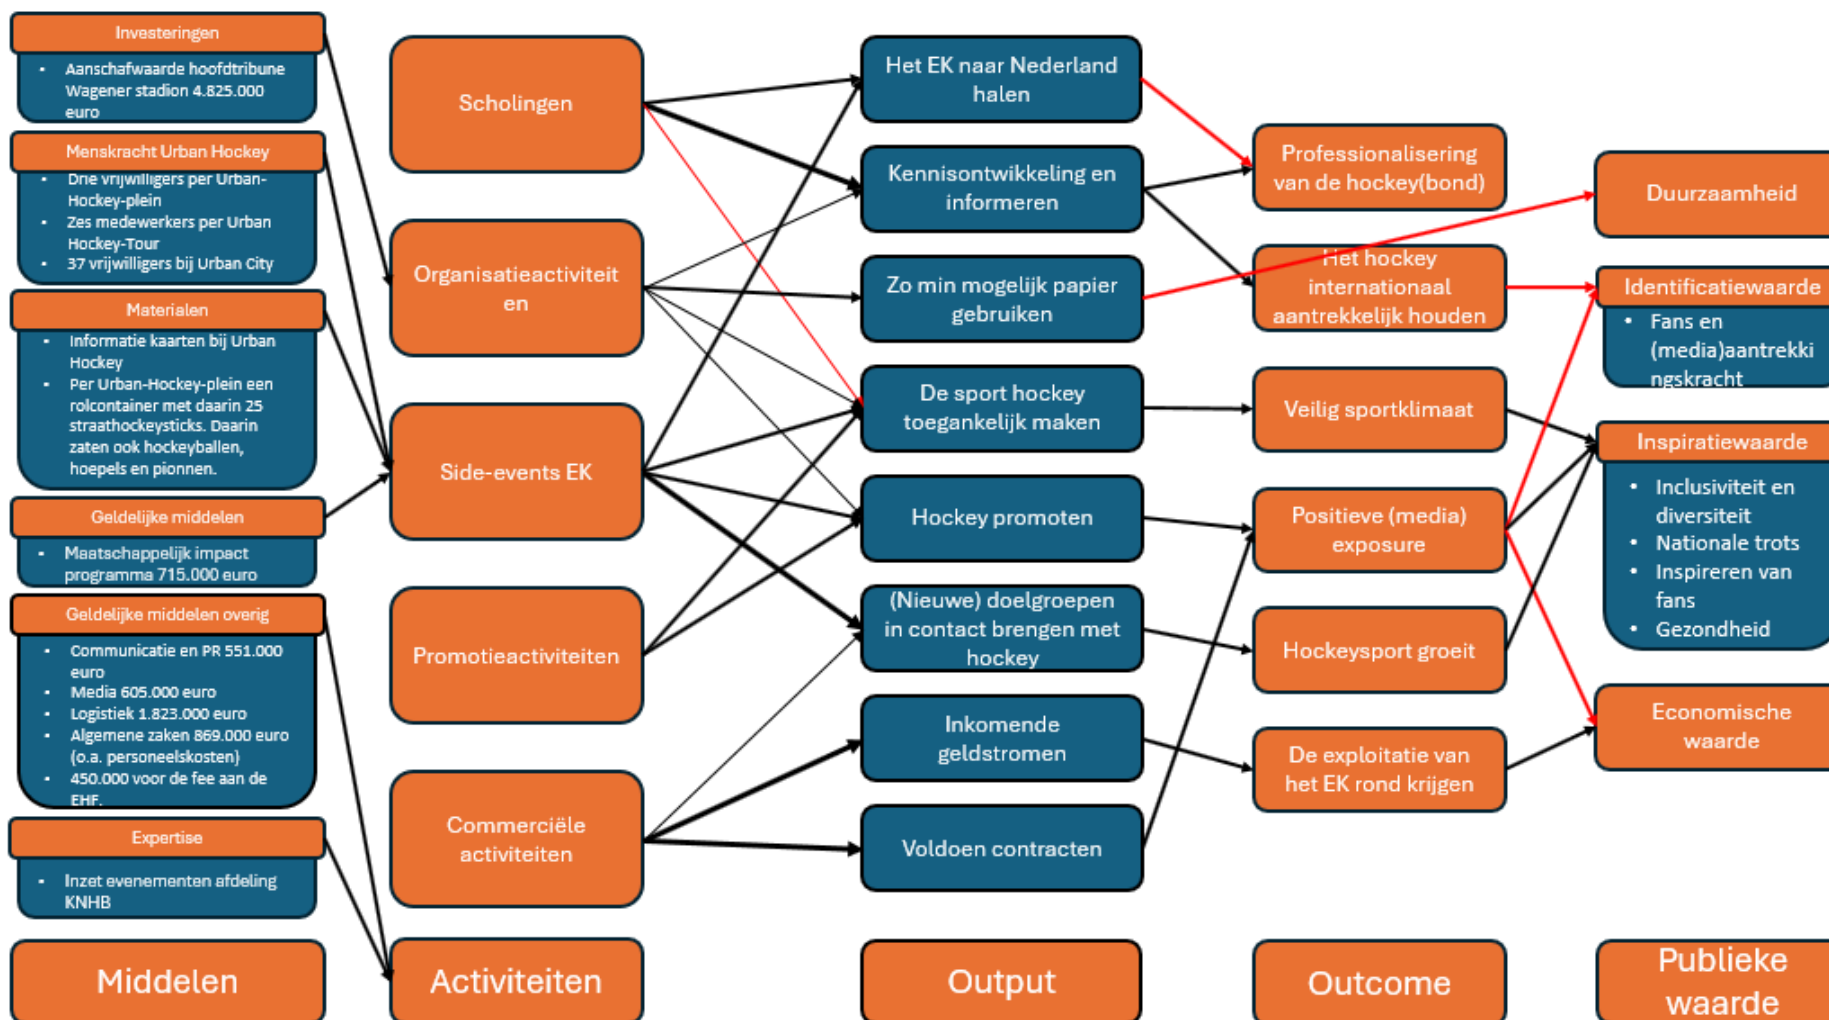 Investeringen
• Aanschafwaarde hoofdtribune
Wagener stadion 4.825.000
euro
Menskracht Urban Hockey
• Drie vrijwilligers per Urban-
Hockey-plein
• Zes medewerkers per Urban
Hockey-Tour
• 37 vrijwilligers bij Urban City
Materialen
• Informatie kaarten bij Urban
Hockey
• Per Urban-Hockey-plein een
rolcontainer met daarin 25
straathockeysticks. Daarin
zaten ook hockeyballen,
hoepels en pionnen.
Geldelijke middelen
• Maatschappelijk impact
programma 715.000 euro
Geldelijke middelen overig
• Communicatie en PR 551.000
euro
• Media 605.000 euro
• Logistiek 1.823.000 euro
• Algemene zaken 869.000 euro
(o.a. personeelskosten)
• 450.000 voor de fee aan de
EHF.
Expertise
• Inzet evenementen afdeling
KNHB
Middelen
Scholingen
Organisatieactiviteit
en
Side-events EK
Promotieactiviteiten
Commerciële
activiteiten
Activiteiten
Het EK naar Nederland
halen
Kennisontwikkeling en
informeren
Zo min mogelijk papier
gebruiken
De sport hockey
toegankelijk maken
Hockey promoten
(Nieuwe) doelgroepen
in contact brengen met
hockey
Inkomende
geldstromen
Voldoen contracten
Output
Professionalisering
van de hockey(bond)
Het hockey
internationaal
aantrekkelijk houden
Veilig sportklimaat
Positieve (media)
exposure
Hockeysport groeit
De exploitatie van
het EK rond krijgen
Outcome
Duurzaamheid
Identificatiewaarde
• Fans en
(media)aantrekki
ngskracht
Inspiratiewaarde
• Inclusiviteit en
diversiteit
• Nationale trots
• Inspireren van
fans
• Gezondheid
Economische
waarde
Publieke
waarde